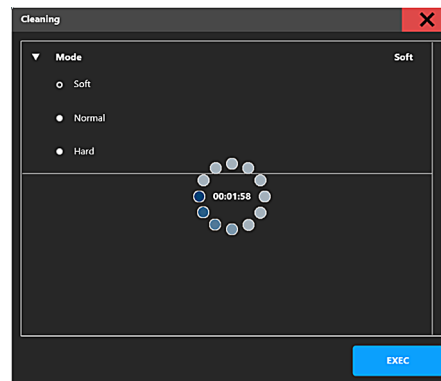 Cleaning
Mode Soft
Soft
Normal
Hard
00:01:58
EXEC